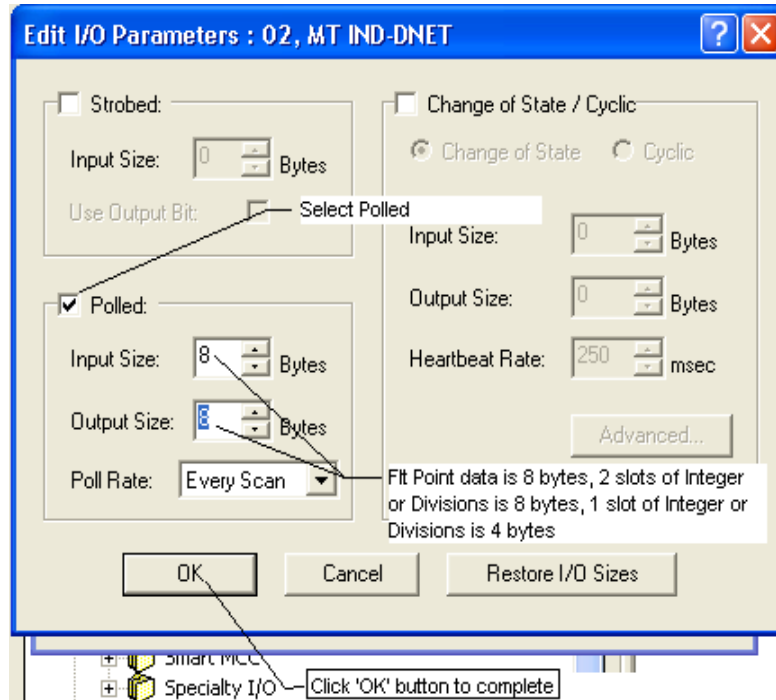 Edit I/O Parameters : 02, MT IND-DNET
Strobed:
Input Size: 0 Bytes
Use Output Bit:
Select Polled
Polled:
Input Size: 8 Bytes
Output Size: 8 Bytes
Poll Rate: Every Scan
Change of State / Cyclic
Change of State Cyclic
Input Size: 0 Bytes
Output Size: 0 Bytes
Heartbeat Rate: 250 msec
Advanced...
Flt Point data is 8 bytes, 2 slots of Integer
or Divisions is 8 bytes, 1 slot of Integer or
Divisions is 4 bytes
OK Cancel Restore I/O Sizes
Smart MCC
Specialty I/O
Click 'OK' button to complete